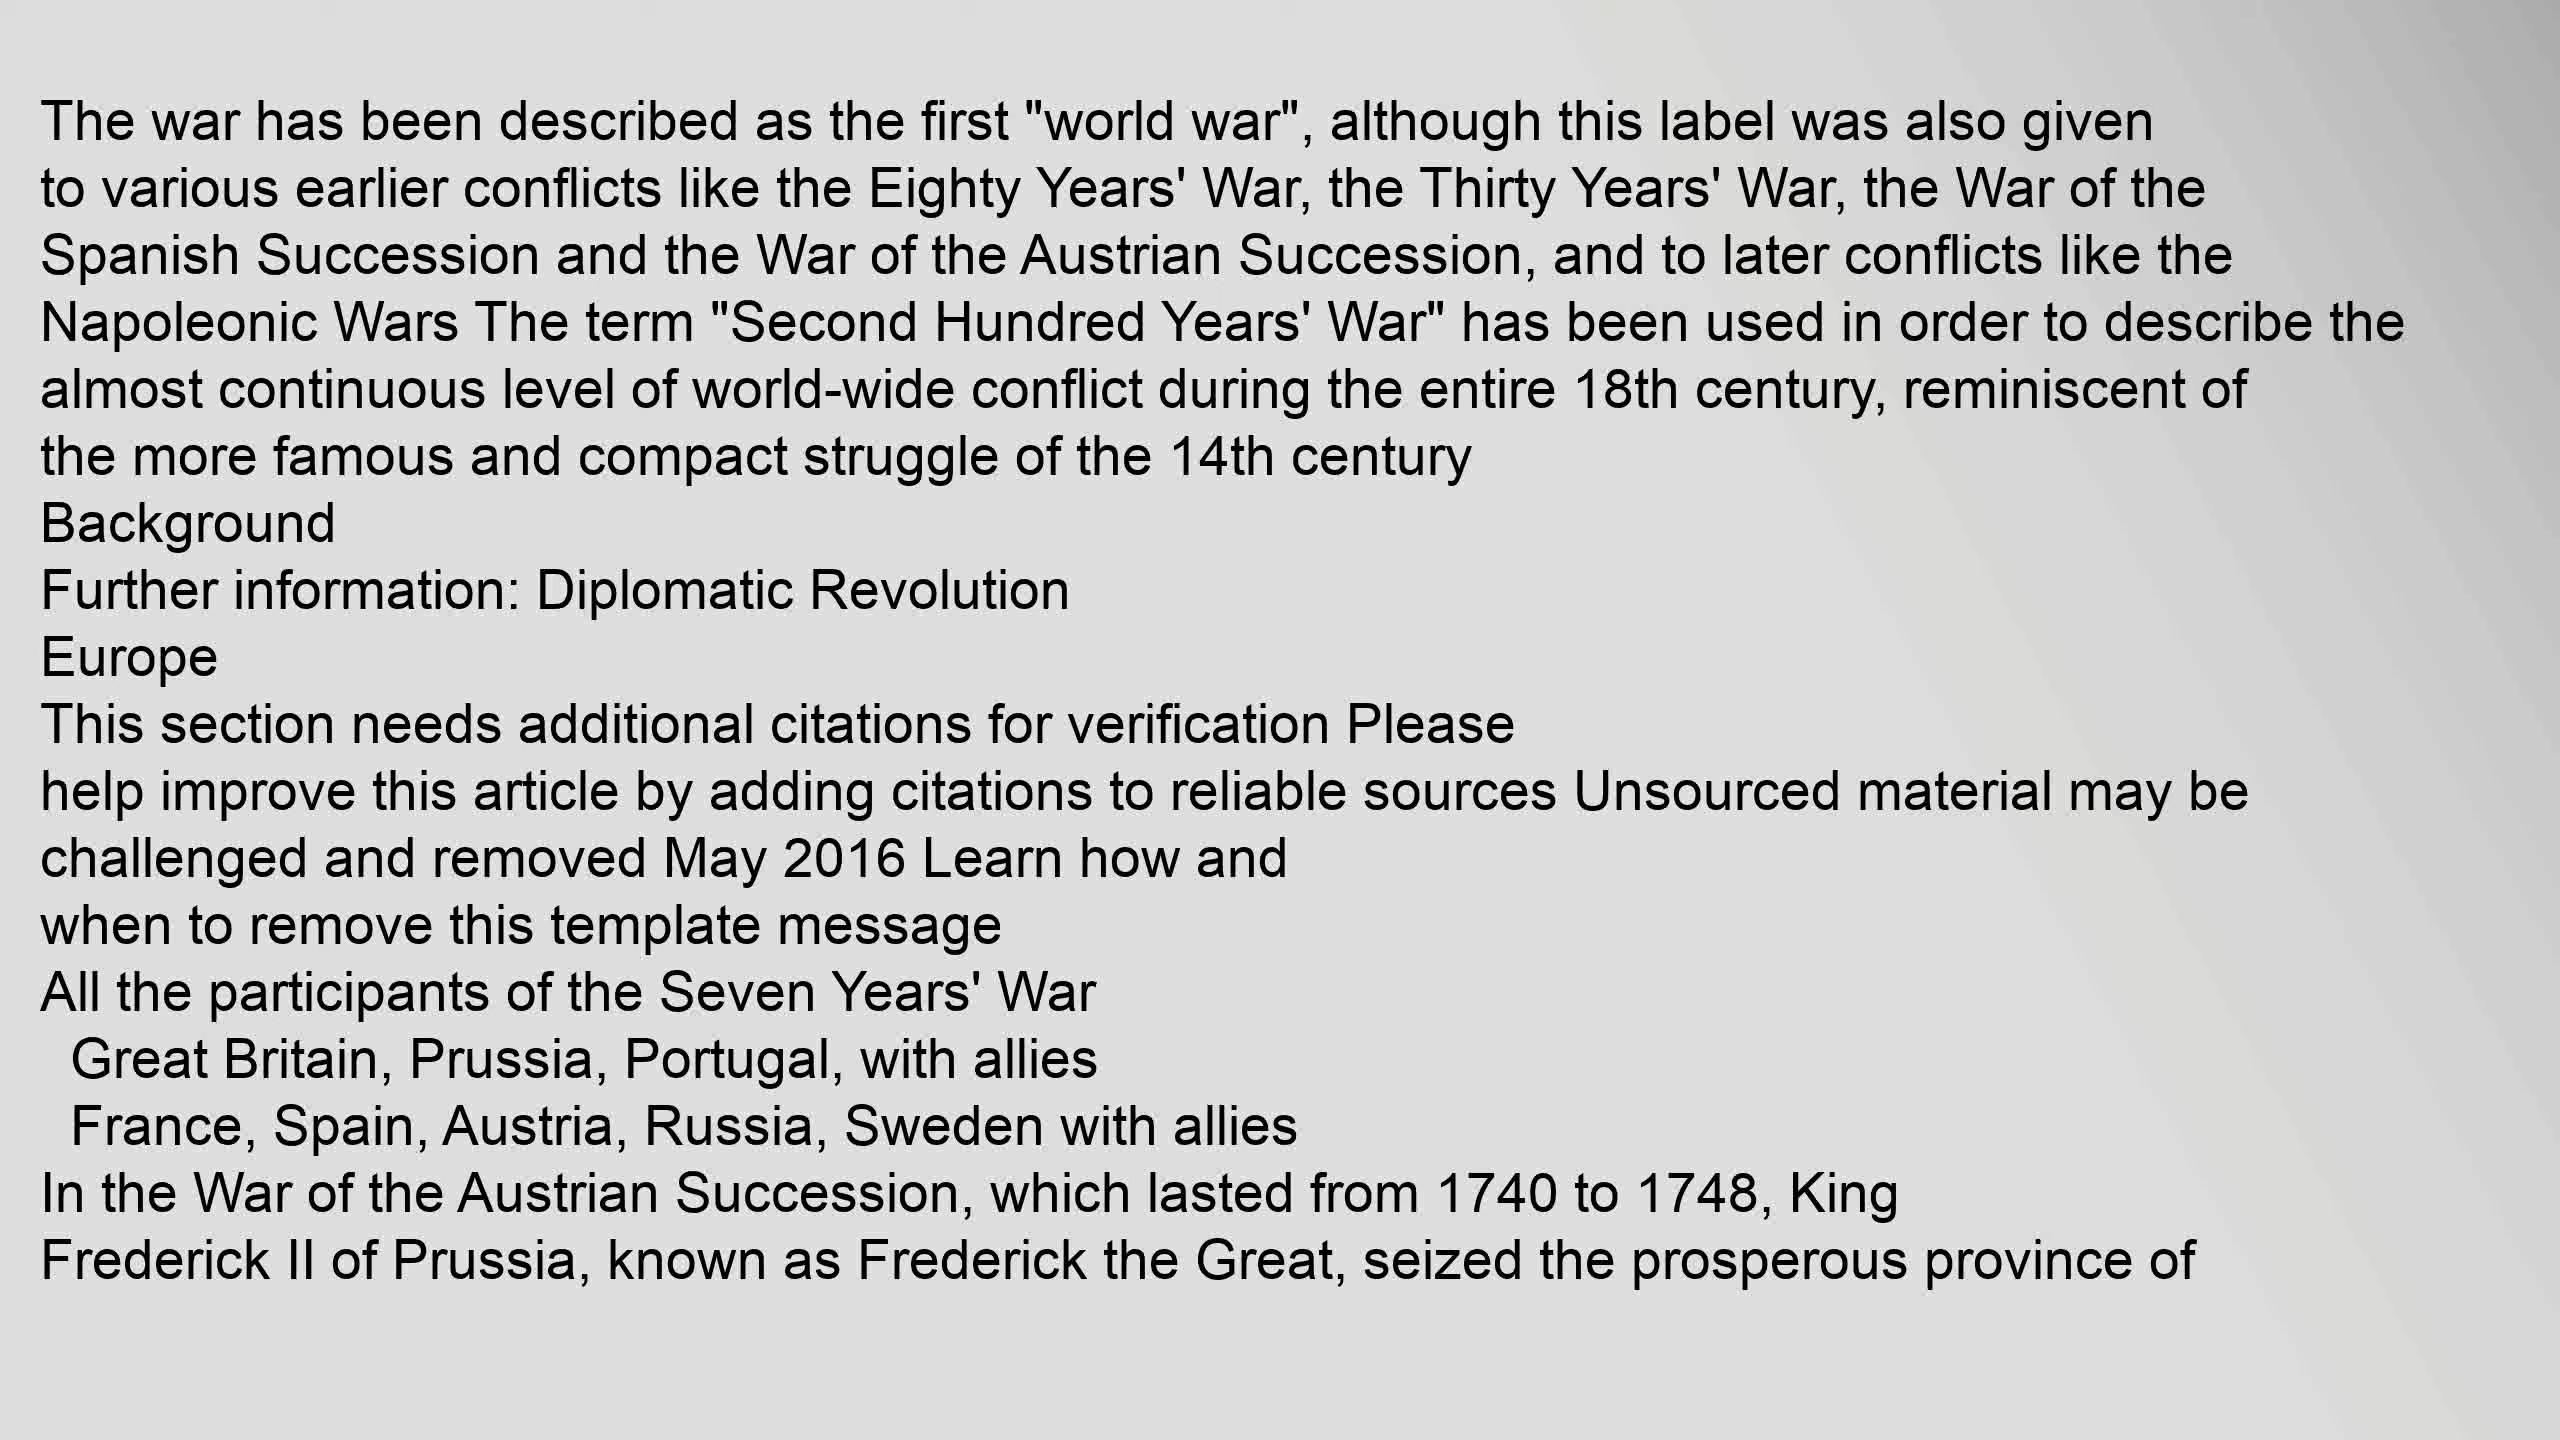 The war has been described as the first "world war", although this label was also given
to various earlier conflicts like the Eighty Years' War, the Thirty Years' War, the War of the
Spanish Succession and the War of the Austrian Succession, and to later conflicts like the
Napoleonic Wars The term "Second Hundred Years' War" has been used in order to describe the
almost continuous level of world-wide conflict during the entire 18th century, reminiscent of
the more famous and compact struggle of the 14th century
Background
Further information: Diplomatic Revolution
Europe
This section needs additional citations for verification Please
help improve this article by adding citations to reliable sources Unsourced material may be
challenged and removed May 2016 Learn how and
when to remove this template message
All the participants of the Seven Years' War
Great Britain, Prussia, Portugal, with allies
France, Spain, Austria, Russia, Sweden with allies
In the War of the Austrian Succession, which lasted from 1740 to 1748, King
Frederick II of Prussia, known as Frederick the Great, seized the prosperous province of